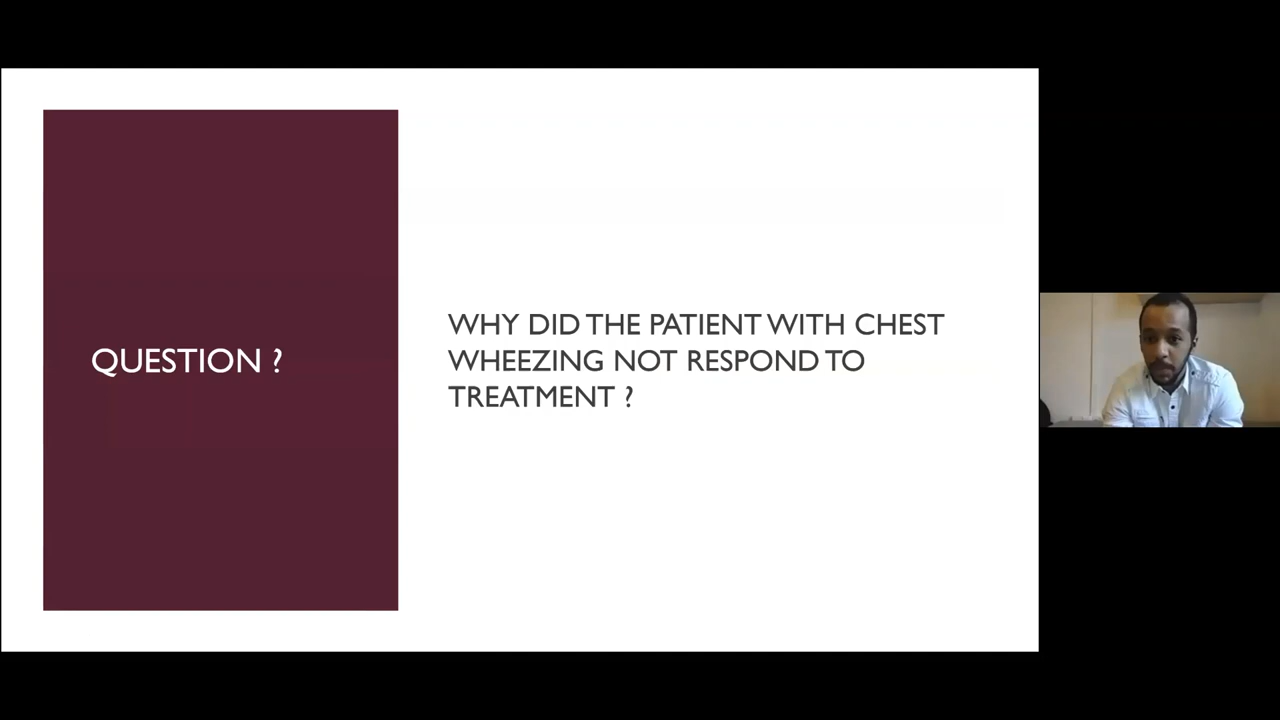 QUESTION ?
WHY DID THE PATIENT WITH CHEST
WHEEZING NOT RESPOND TO
TREATMENT ?